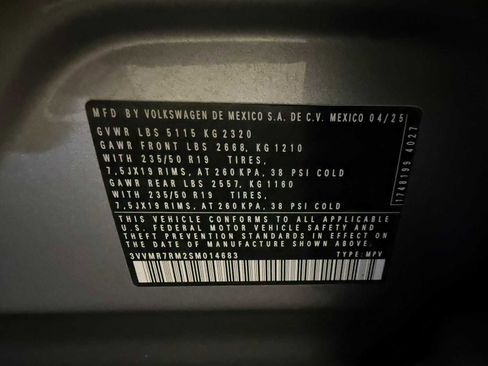 MFD BY VOLKSWAGEN DE MEXICO S.A. DE C.V. MEXICO 04/25
GVWR LBS 5115 KG 2320
GAWR FRONT LBS 2668, KG 1210
WITH 235/50 R19 TIRES,
7,5JX19 RIMS, AT 260 KPA, 38 PSI COLD
GAWR REAR LBS 2557, KG 1160
WITH 235/50 R19 TIRES,
7,5JX19 RIMS, AT 260 KPA, 38 PSI COLD
THIS VEHICLE CONFORMS TO ALL APPLICABLE
U.S. FEDERAL MOTOR VEHICLE SAFETY AND
THEFT PREVENTION STANDARDS IN EFFECT ON
THE DATE OF MANUFACTURE SHOWN ABOVE.
3VVMR7RM2SM014683 TYPE: MPV
1748199 4027